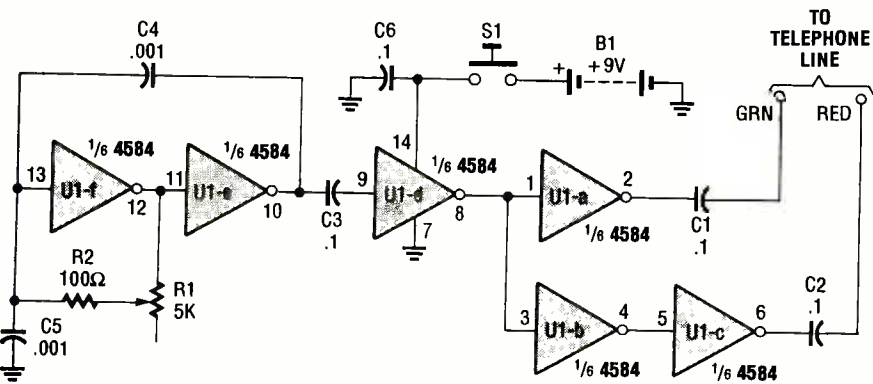 C4
.001
C6
.1
S1
B1
+ +9V
TO
TELEPHONE
LINE
GRN RED
13 U1-f 1/6 4584 12
11 U1-e 1/6 4584 10
C3
.1
9 U1-d 1/6 4584 14 7 8
1 U1-a 2
1/6 4584
C1
.1
R2
100Ω
R1
5K
C5
.001
3 U1-b 4
1/6 4584
5 U1-c 6
1/6 4584
C2
.1